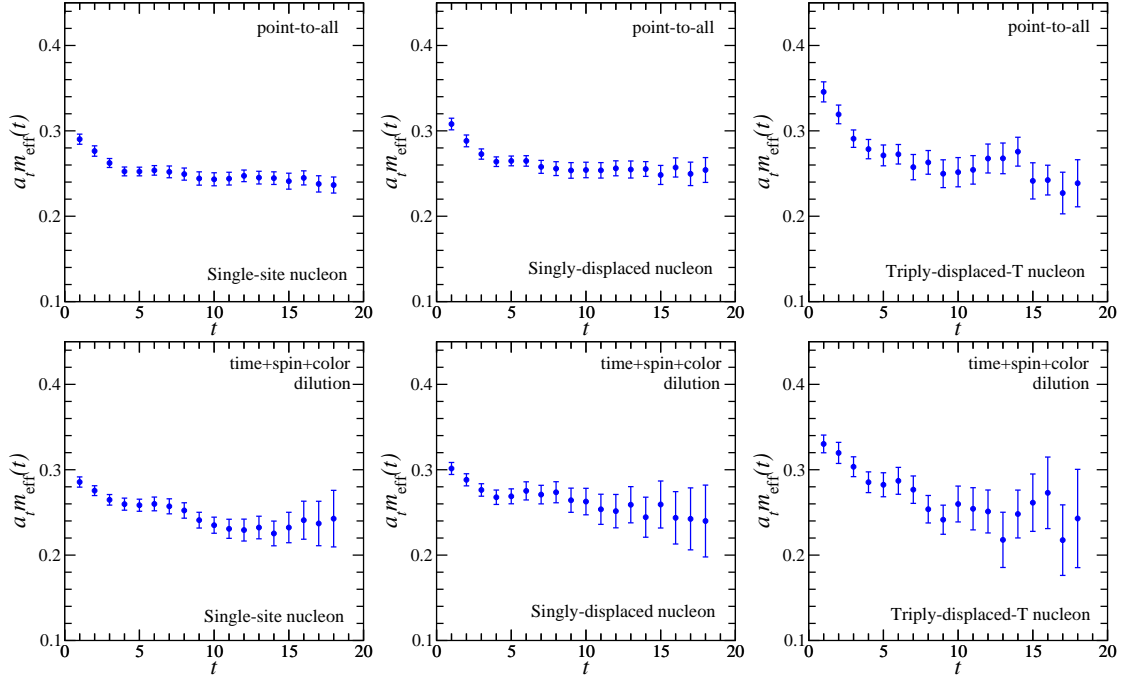 point-to-all
0.4
0.3
0.2
0.1
a_t m_eff(t)
Single-site nucleon
0 5 10 15 20
t
point-to-all
0.4
0.3
0.2
0.1
a_t m_eff(t)
Singly-displaced nucleon
0 5 10 15 20
t
point-to-all
0.4
0.3
0.2
0.1
a_t m_eff(t)
Triply-displaced-T nucleon
0 5 10 15 20
t
time+spin+color
dilution
0.4
0.3
0.2
0.1
a_t m_eff(t)
Single-site nucleon
0 5 10 15 20
t
time+spin+color
dilution
0.4
0.3
0.2
0.1
a_t m_eff(t)
Singly-displaced nucleon
0 5 10 15 20
t
time+spin+color
dilution
0.4
0.3
0.2
0.1
a_t m_eff(t)
Triply-displaced-T nucleon
0 5 10 15 20
t